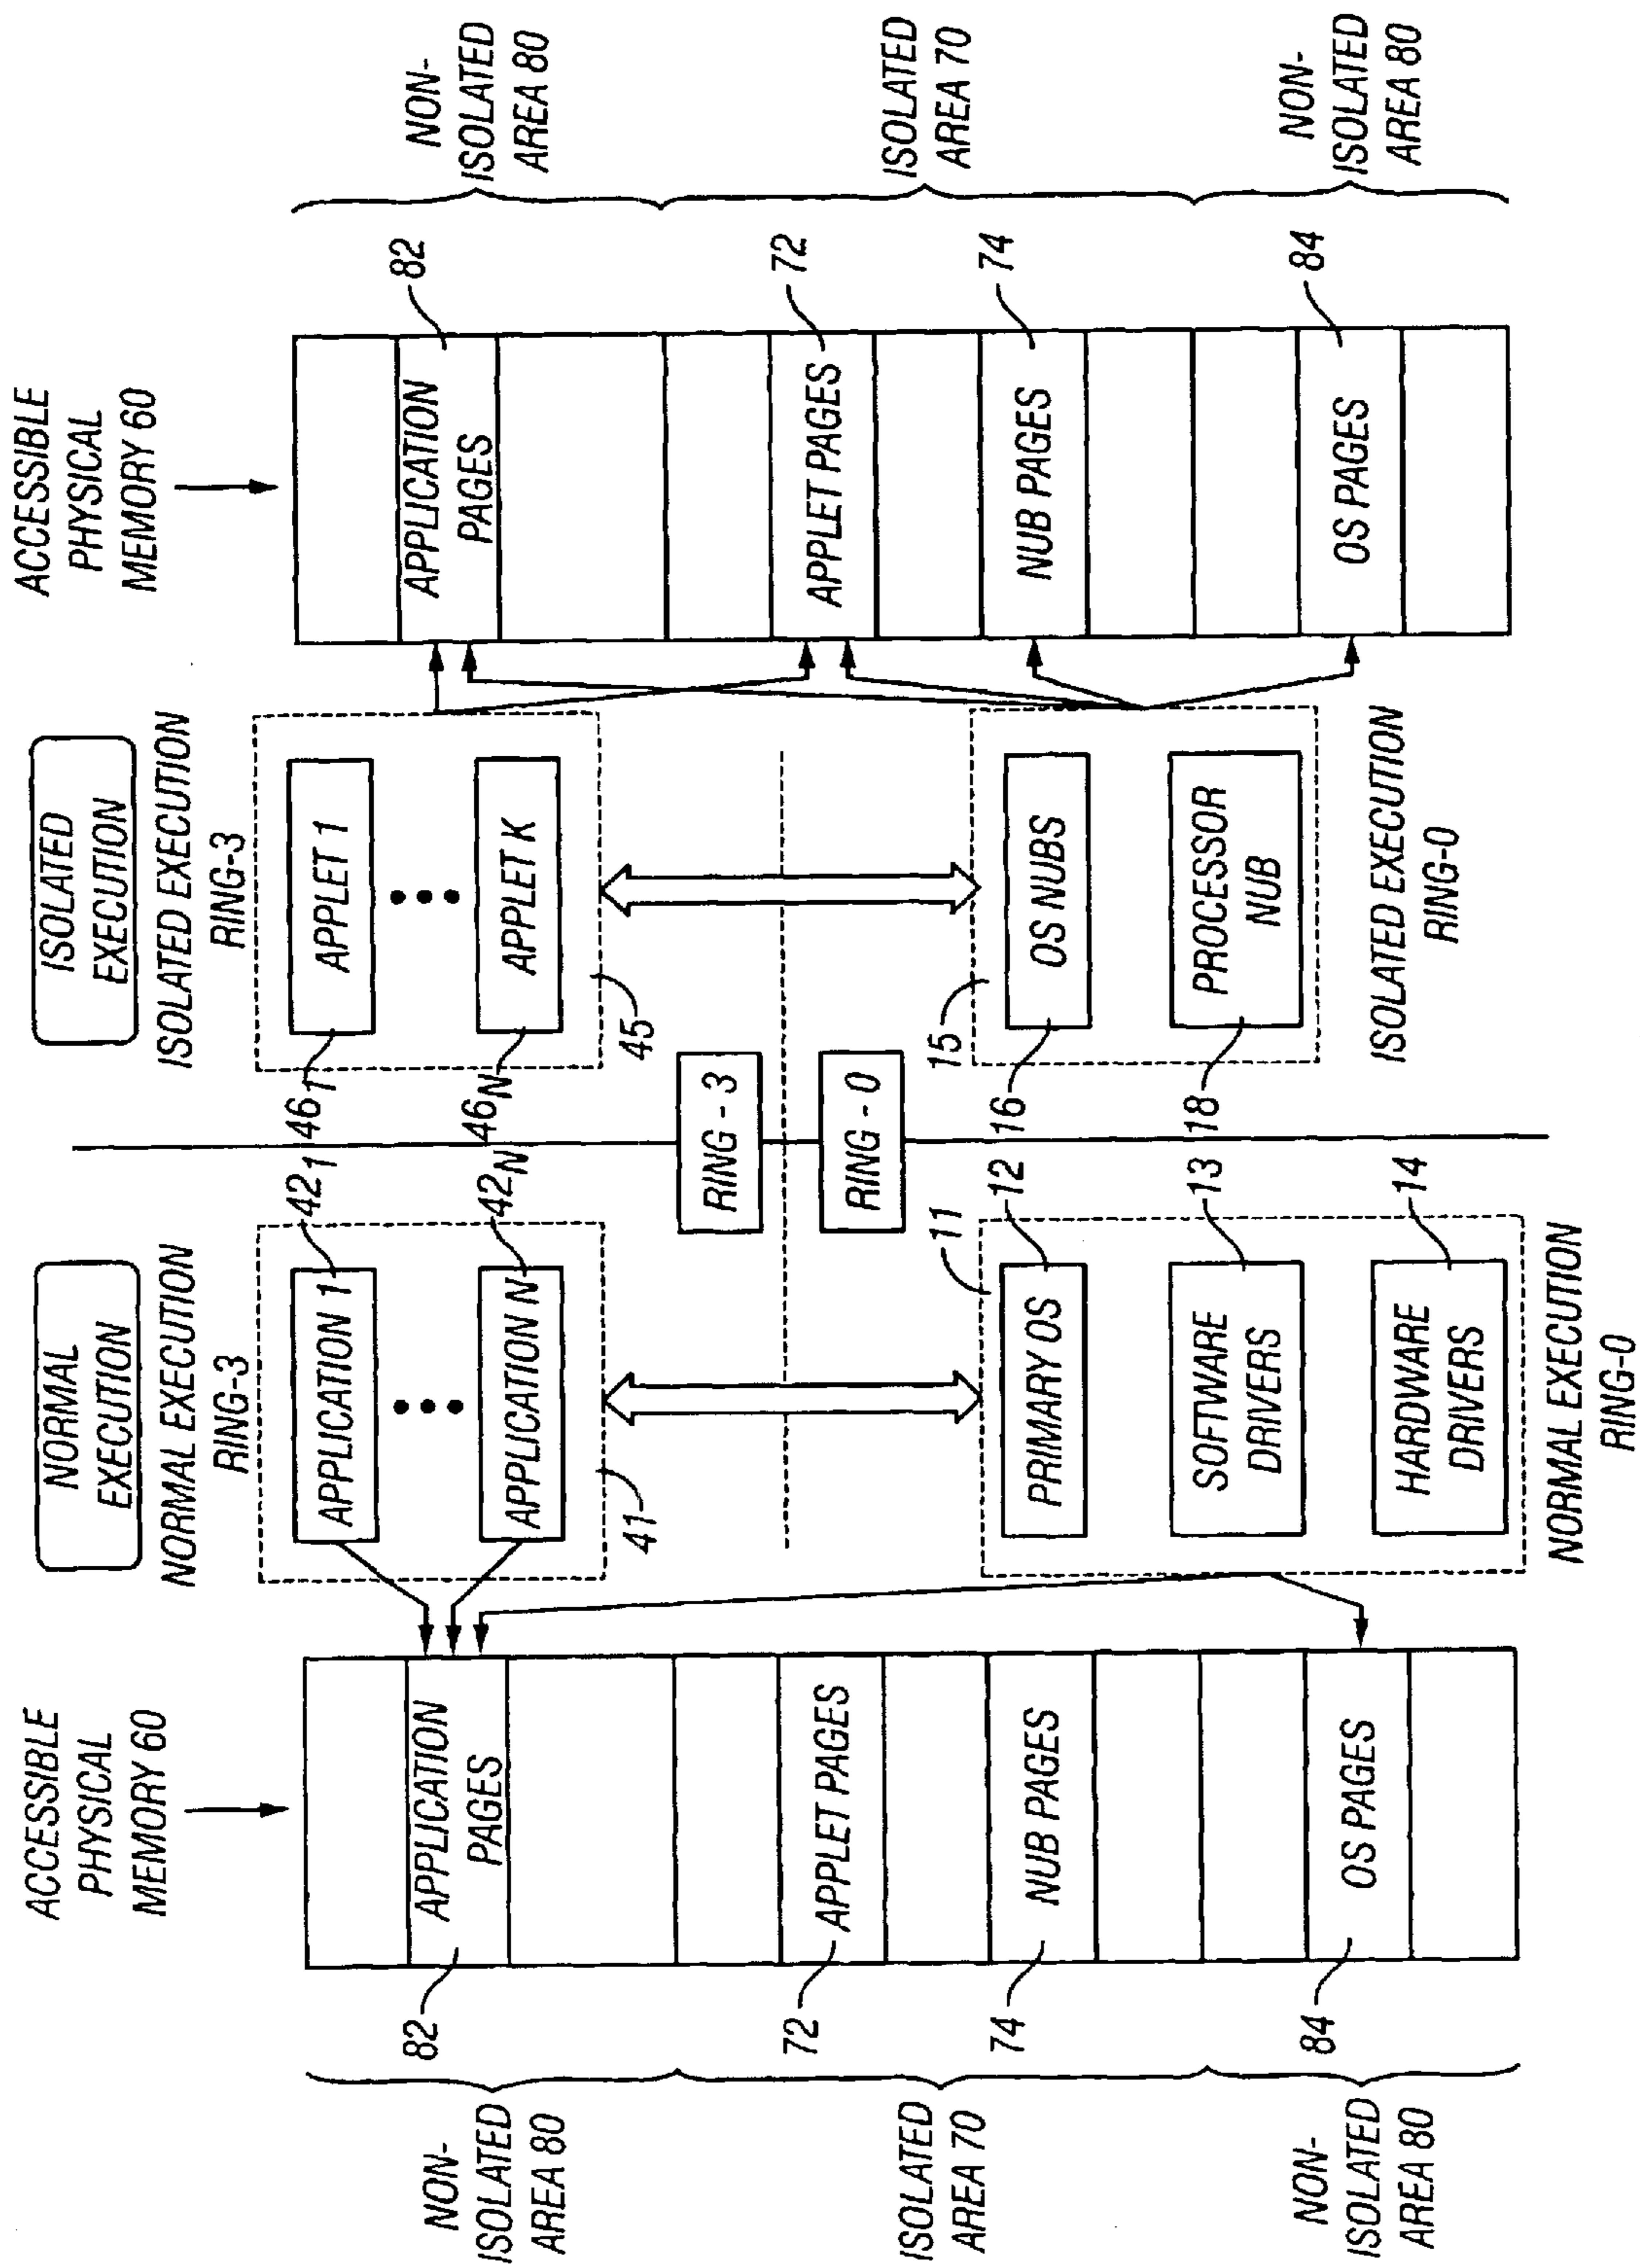 ACCESSIBLE
PHYSICAL
MEMORY 60
NON-
ISOLATED
AREA 80
82
APPLICATION
PAGES
ISOLATED
AREA 70
72
APPLET PAGES
74
NUB PAGES
NON-
ISOLATED
AREA 80
84
OS PAGES
NORMAL
EXECUTION
NORMAL EXECUTION
RING-3
APPLICATION 1
42₁
APPLICATION N
42N
41
11
PRIMARY OS
12
SOFTWARE
DRIVERS
13
HARDWARE
DRIVERS
14
NORMAL EXECUTION
RING-0
RING - 3
RING - 0
ISOLATED
EXECUTION
ISOLATED EXECUTION
RING-3
46₁
APPLET 1
46N
APPLET K
45
15
16
OS NUBS
18
PROCESSOR
NUB
ISOLATED EXECUTION
RING-0
ACCESSIBLE
PHYSICAL
MEMORY 60
APPLICATION
PAGES
82
NON-
ISOLATED
AREA 80
APPLET PAGES
72
NUB PAGES
74
ISOLATED
AREA 70
OS PAGES
84
NON-
ISOLATED
AREA 80